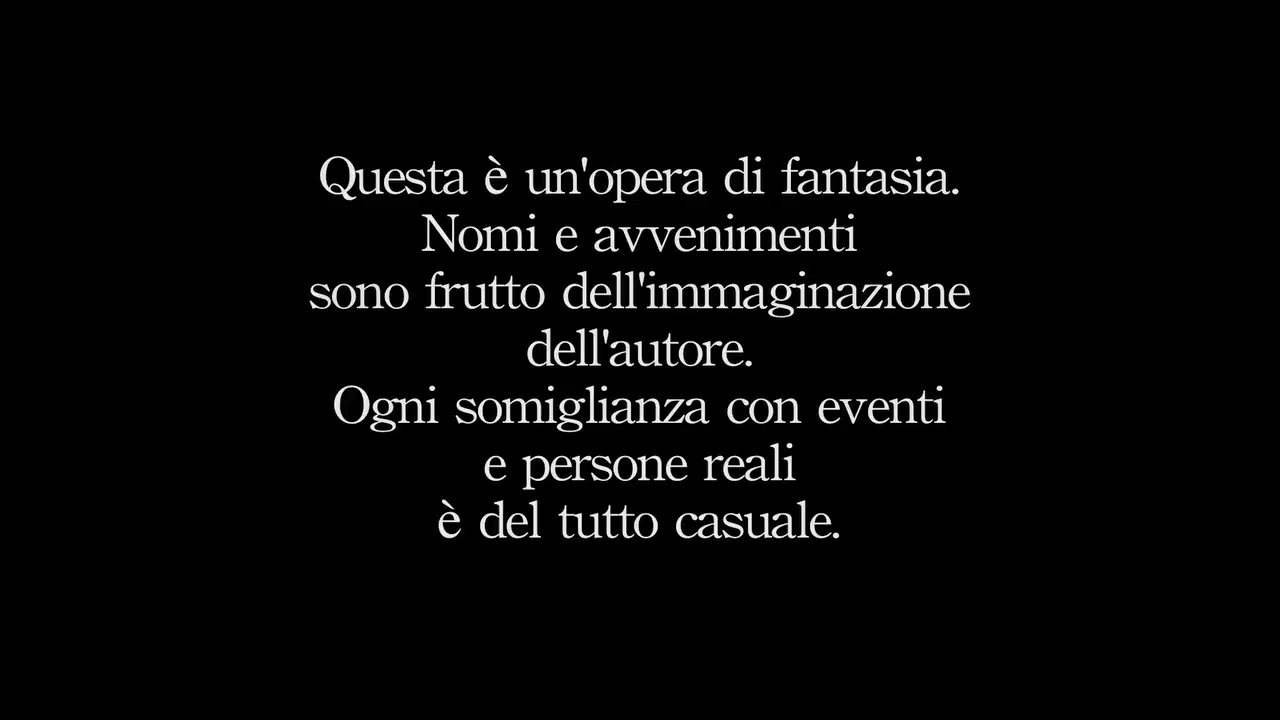 Questa è un'opera di fantasia.
Nomi e avvenimenti
sono frutto dell'immaginazione
dell'autore.
Ogni somiglianza con eventi
e persone reali
è del tutto casuale.